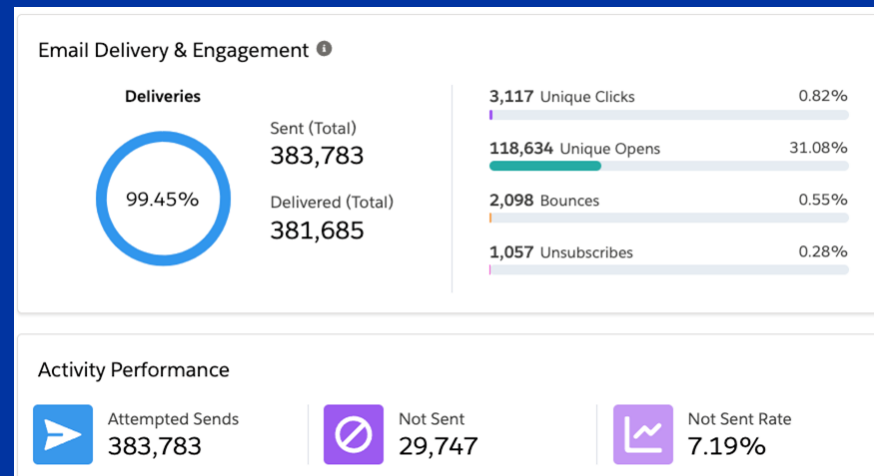 Email Delivery & Engagement
Deliveries
99.45%
Sent (Total)
383,783
Delivered (Total)
381,685
3,117 Unique Clicks 0.82%
118,634 Unique Opens 31.08%
2,098 Bounces 0.55%
1,057 Unsubscribes 0.28%
Activity Performance
Attempted Sends
383,783
Not Sent
29,747
Not Sent Rate
7.19%